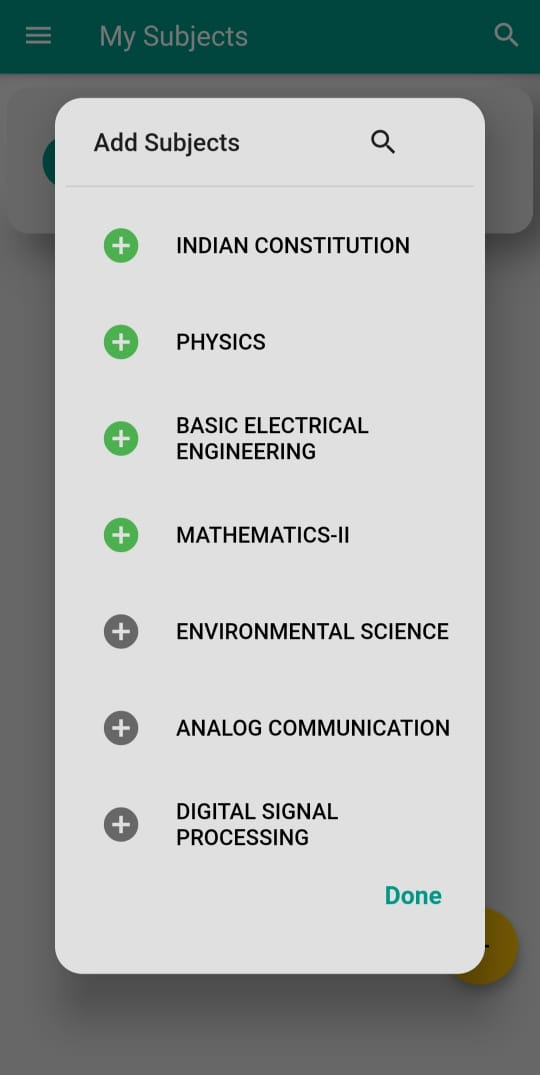 My Subjects
Add Subjects
INDIAN CONSTITUTION
PHYSICS
BASIC ELECTRICAL
ENGINEERING
MATHEMATICS-II
ENVIRONMENTAL SCIENCE
ANALOG COMMUNICATION
DIGITAL SIGNAL
PROCESSING
Done